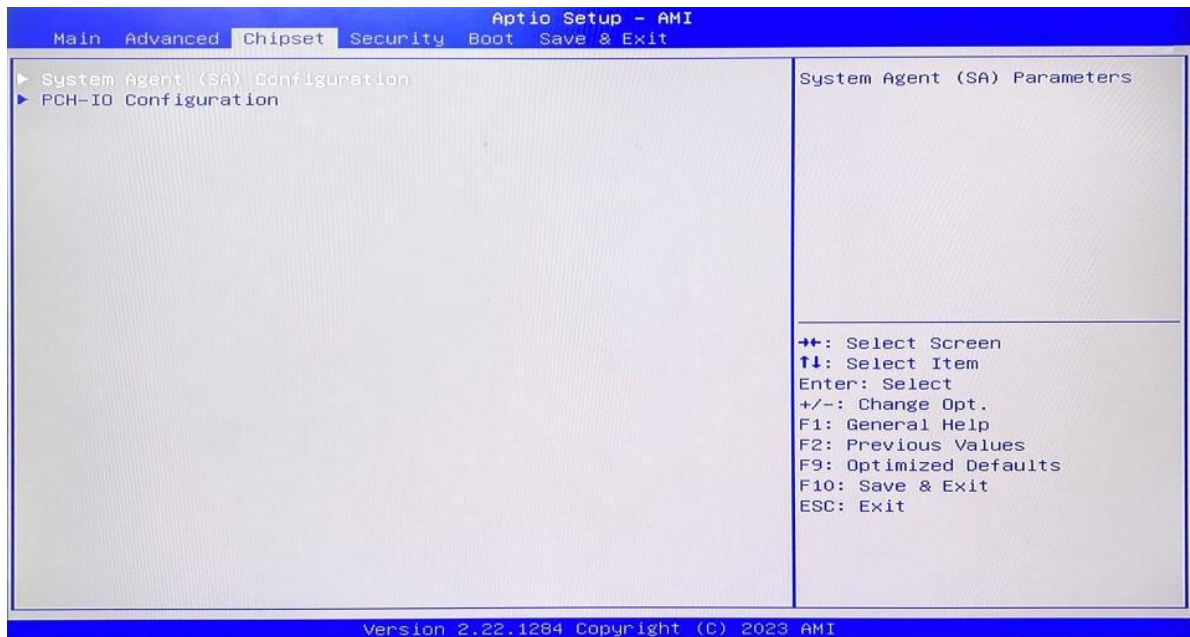 Aptio Setup - AMI
Main Advanced Chipset Security Boot Save & Exit
► System Agent (SA) Configuration
► PCH-IO Configuration
System Agent (SA) Parameters
→←: Select Screen
↑↓: Select Item
Enter: Select
+/-: Change Opt.
F1: General Help
F2: Previous Values
F9: Optimized Defaults
F10: Save & Exit
ESC: Exit
Version 2.22.1284 Copyright (C) 2023 AMI